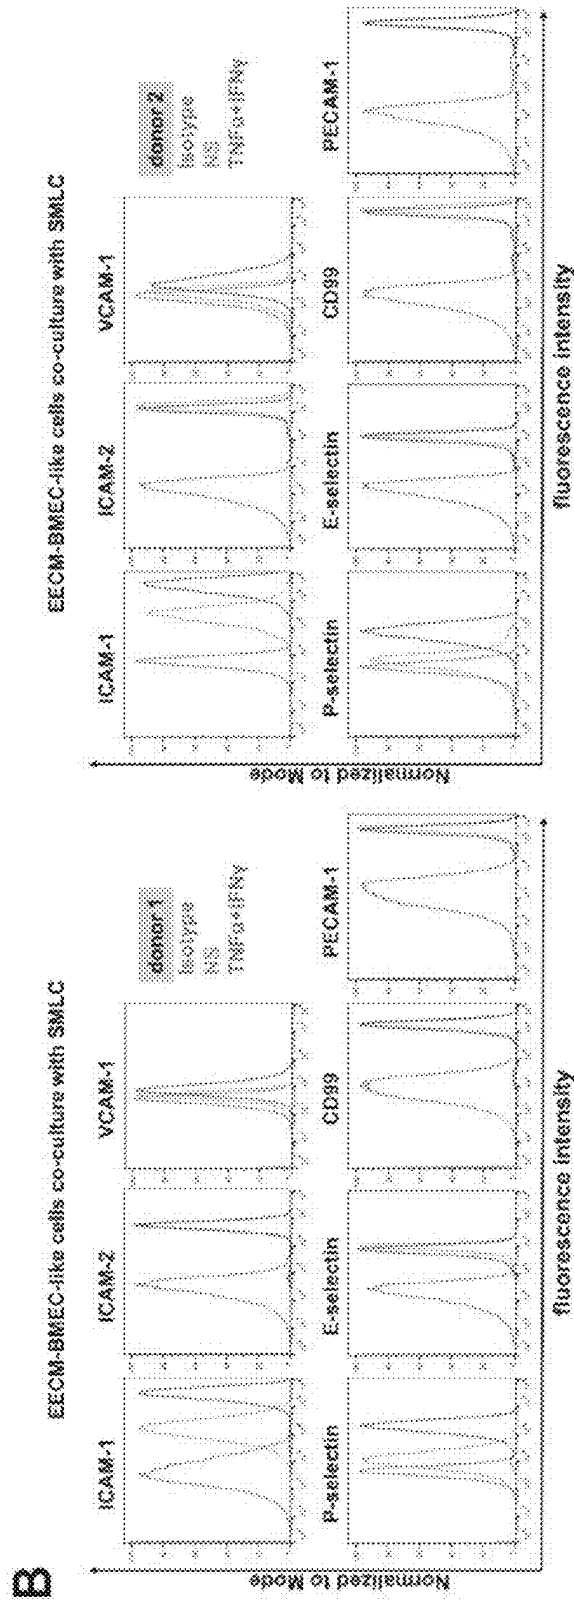 B
EECM-BMEC-like cells co-culture with SMLC
ICAM-1
ICAM-2
VCAM-1
donor 1
Isotype
NS
TNFα+IFNγ
P-selectin
E-selectin
CD99
PECAM-1
Normalized to Mode
fluorescence intensity
EECM-BMEC-like cells co-culture with SMLC
ICAM-1
ICAM-2
VCAM-1
donor 2
Isotype
NS
TNFα+IFNγ
P-selectin
E-selectin
CD99
PECAM-1
Normalized to Mode
fluorescence intensity